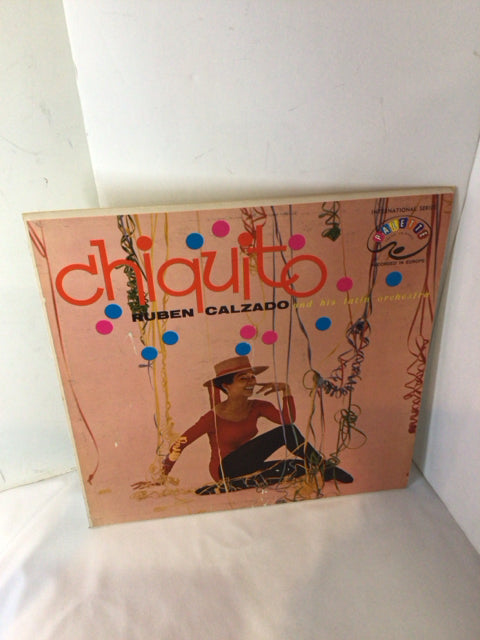 INTERNATIONAL SERIES
RECORDED IN EUROPE
chiquito
RUBEN CALZADO and his latin orchestra